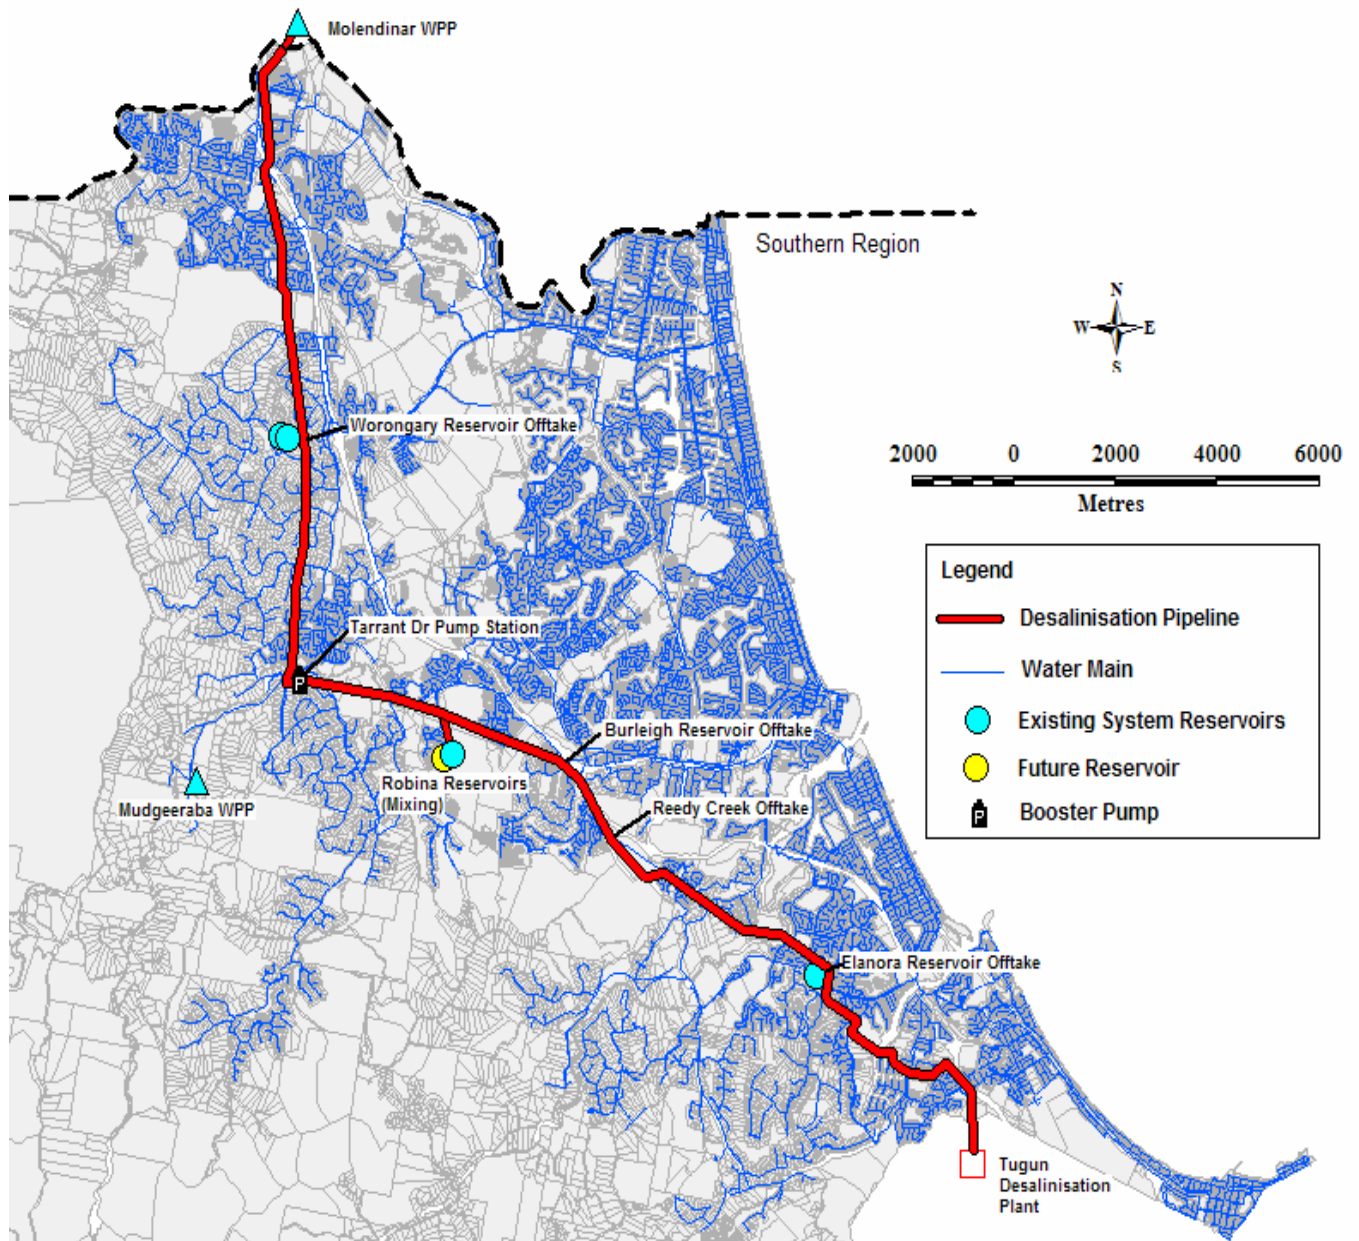 Molendinar WPP
Southern Region
N
W E
S
Worongary Reservoir Offtake
2000 0 2000 4000 6000
Metres
Legend
Desalinisation Pipeline
Water Main
Existing System Reservoirs
Future Reservoir
P
Booster Pump
Tarrant Dr Pump Station
P
Burleigh Reservoir Offtake
Robina Reservoirs
(Mixing)
Mudgeeraba WPP
Reedy Creek Offtake
Elanora Reservoir Offtake
Tugun
Desalinisation
Plant